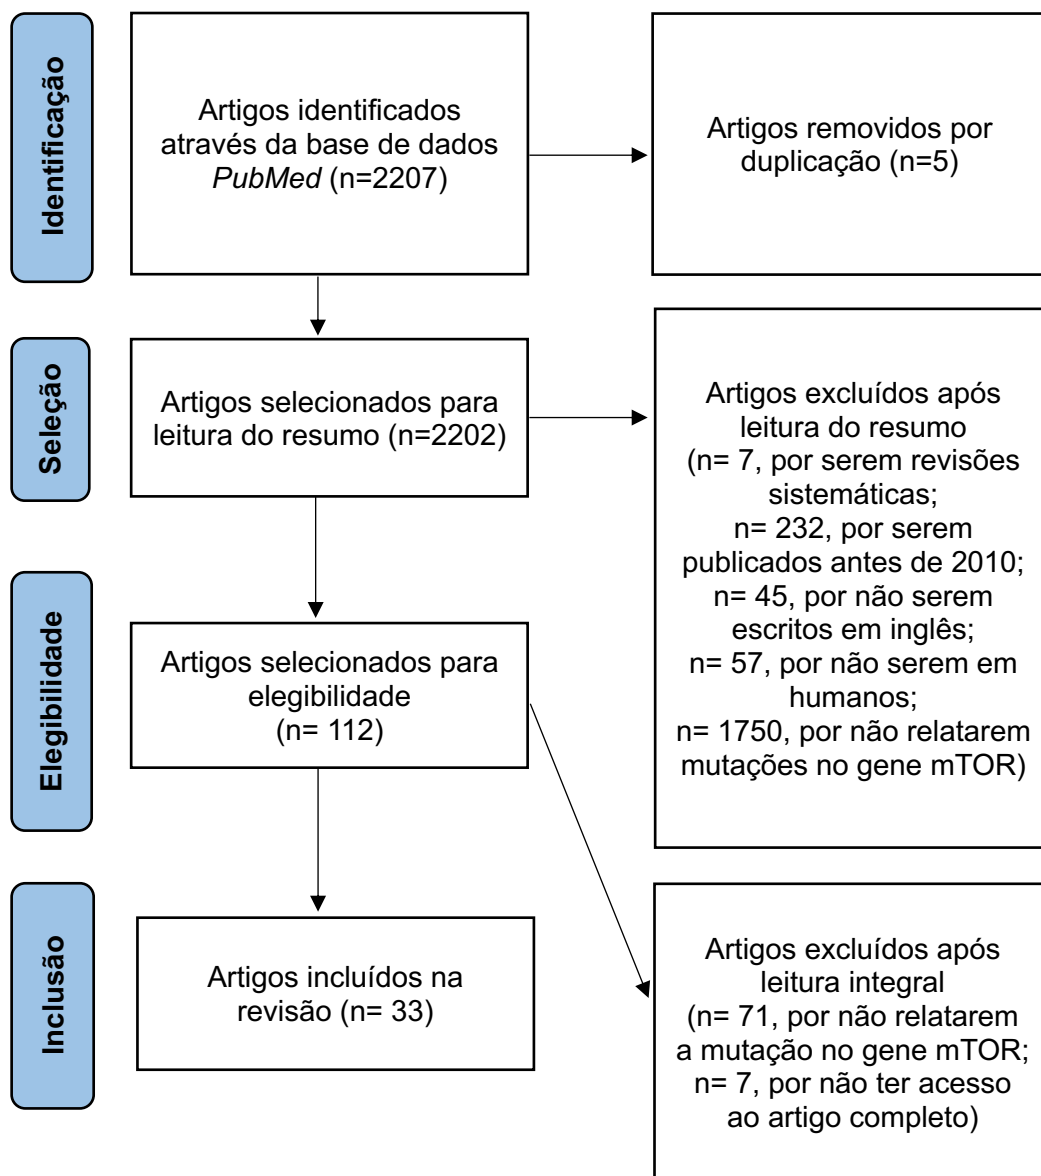 Identificação
Artigos identificados
através da base de dados
PubMed (n=2207)
Artigos removidos por
duplicação (n=5)
Seleção
Artigos selecionados para
leitura do resumo (n=2202)
Artigos excluídos após
leitura do resumo
(n= 7, por serem revisões
sistemáticas;
n= 232, por serem
publicados antes de 2010;
n= 45, por não serem
escritos em inglês;
n= 57, por não serem em
humanos;
n= 1750, por não relatarem
mutações no gene mTOR)
Elegibilidade
Artigos selecionados para
elegibilidade
(n= 112)
Inclusão
Artigos incluídos na
revisão (n= 33)
Artigos excluídos após
leitura integral
(n= 71, por não relatarem
a mutação no gene mTOR;
n= 7, por não ter acesso
ao artigo completo)